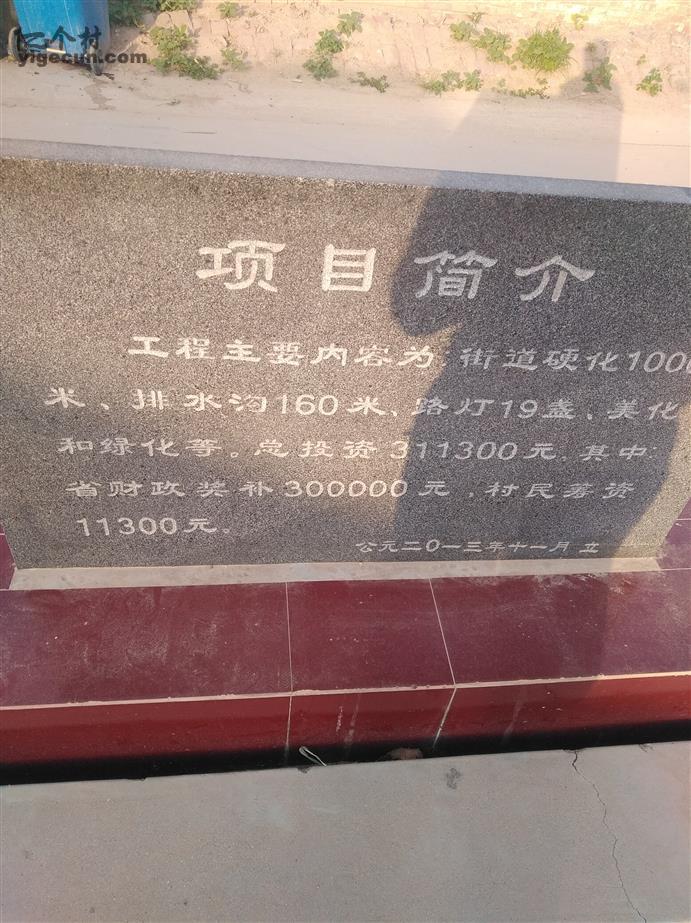 一个村
yigecun.com
项目简介
工程主要内容为:街道硬化1000
米、排水沟160米、路灯19盏、美化
和绿化等。总投资311300元.其中:
省财政奖补300000元,村民筹资
11300元。
公元二0一三年十一月 立